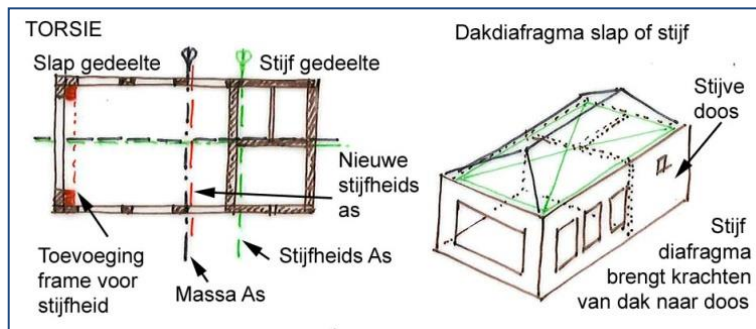 TORSIE
Slap gedeelte
Stijf gedeelte
Nieuwe
stijfheids
as
Toevoeging
frame voor
stijfheid
Massa As
Stijfheids As
Dakdiafragma slap of stijf
Stijve
doos
Stijf
diafragma
brengt krachten
van dak naar doos